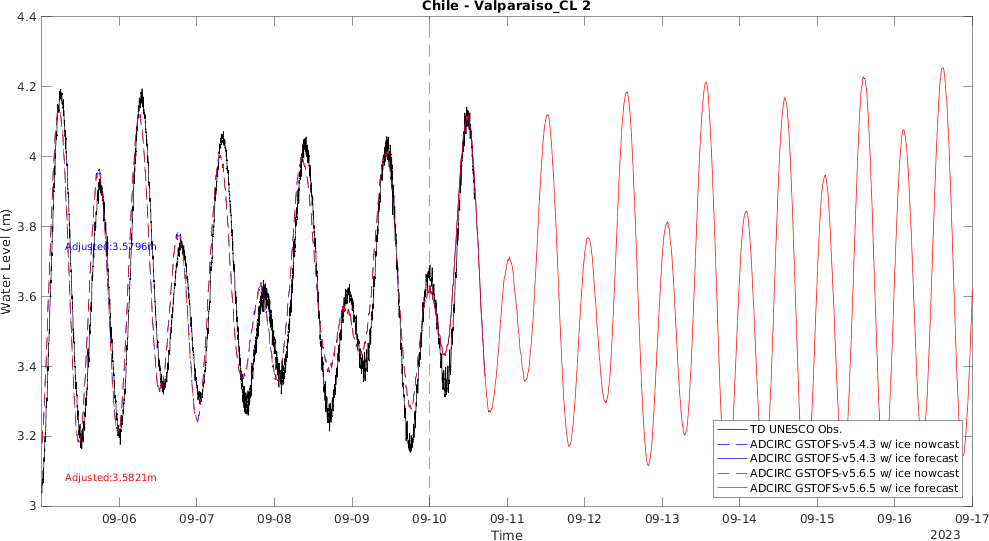 Chile - Valparaiso_CL 2
4.4
4.2
4
3.8
3.6
3.4
3.2
3
Water Level (m)
Adjusted:3.5796m
Adjusted:3.5821m
TD UNESCO Obs.
ADCIRC GSTOFS-v5.4.3 w/ ice nowcast
ADCIRC GSTOFS-v5.4.3 w/ ice forecast
ADCIRC GSTOFS-v5.6.5 w/ ice nowcast
ADCIRC GSTOFS-v5.6.5 w/ ice forecast
09-06 09-07 09-08 09-09 09-10 09-11 09-12 09-13 09-14 09-15 09-16 09-17
Time
2023